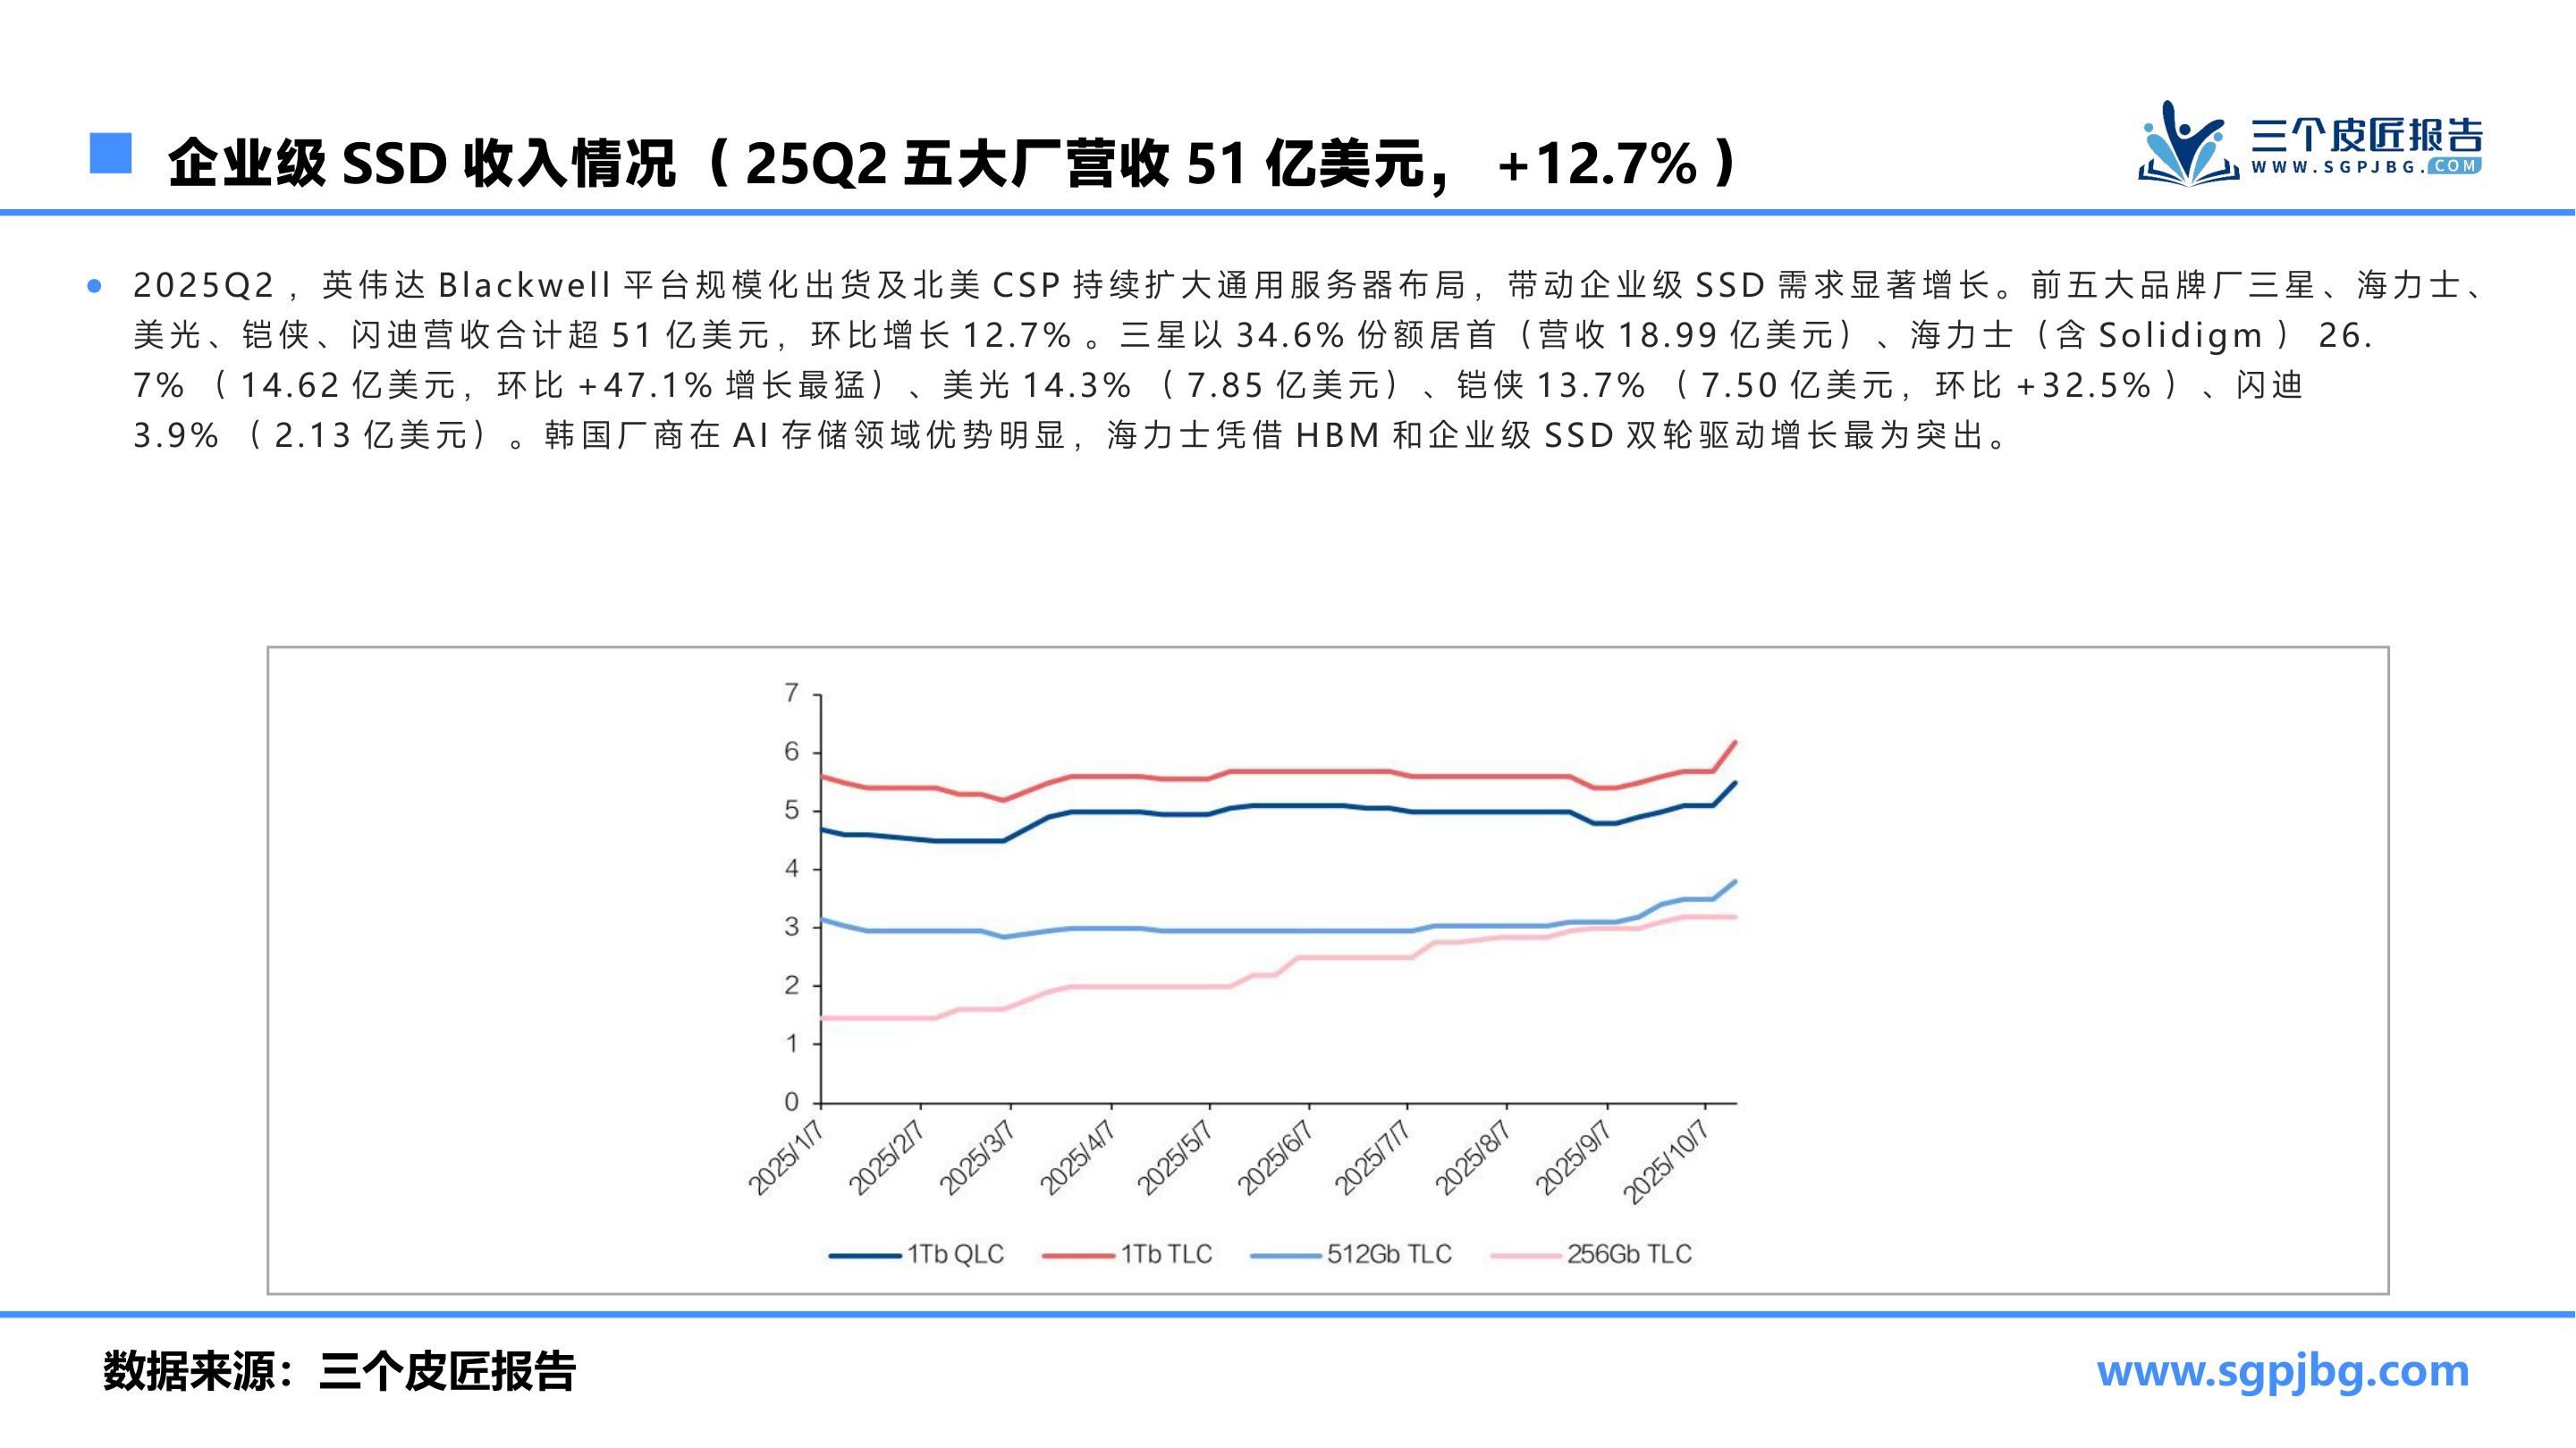 企业级 SSD 收入情况（ 25Q2 五大厂营收 51 亿美元， +12.7% ）
三个皮匠报告
WWW.SGPJBG.COM
2025Q2 ，英伟达 Blackwell 平台规模化出货及北美 CSP 持续扩大通用服务器布局，带动企业级 SSD 需求显著增长。前五大品牌厂三星、海力士、
美光、铠侠、闪迪营收合计超 51 亿美元，环比增长 12.7% 。三星以 34.6% 份额居首（营收 18.99 亿美元）、海力士（含 Solidigm ） 26.
7% （ 14.62 亿美元，环比 +47.1% 增长最猛）、美光 14.3% （ 7.85 亿美元）、铠侠 13.7% （ 7.50 亿美元，环比 +32.5% ）、闪迪
3.9% （ 2.13 亿美元）。韩国厂商在 AI 存储领域优势明显，海力士凭借 HBM 和企业级 SSD 双轮驱动增长最为突出。
7
6
5
4
3
2
1
0
2025/1/7 2025/2/7 2025/3/7 2025/4/7 2025/5/7 2025/6/7 2025/7/7 2025/8/7 2025/9/7 2025/10/7
1Tb QLC 1Tb TLC 512Gb TLC 256Gb TLC
数据来源：三个皮匠报告
www.sgpjbg.com